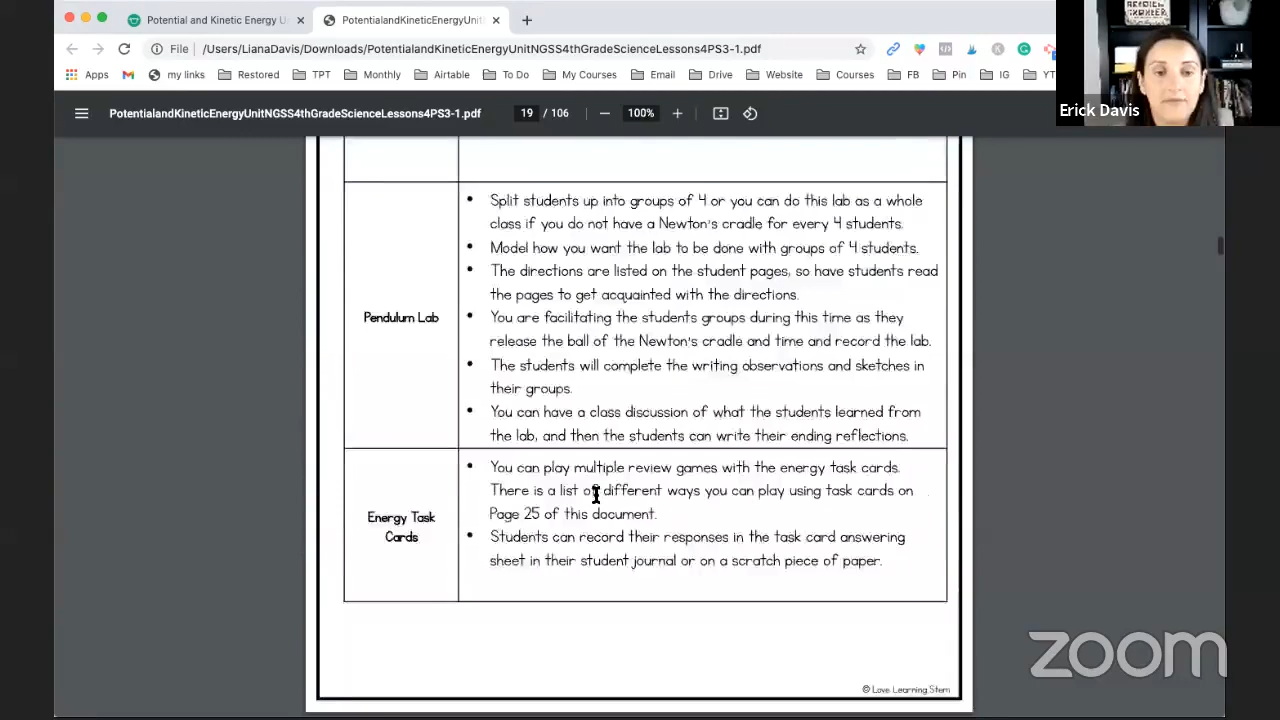 Potential and Kinetic Energy U
PotentialandKineticEnergyUnit
File
/Users/LianaDavis/Downloads/PotentialandKineticEnergyUnitNGSS4thGradeScienceLessons4PS3-1.pdf
Apps
my links
Restored
TPT
Monthly
Airtable
To Do
My Courses
Email
Drive
Website
Courses
FB
Pin
IG
YT
Erick Davis
PotentialandKineticEnergyUnitNGSS4thGradeScienceLessons4PS3-1.pdf
19 / 106
100%
Pendulum Lab
• Split students up into groups of 4 or you can do this lab as a whole
class if you do not have a Newton's cradle for every 4 students.
• Model how you want the lab to be done with groups of 4 students.
• The directions are listed on the student pages, so have students read
the pages to get acquainted with the directions.
• You are facilitating the students groups during this time as they
release the ball of the Newton's cradle and time and record the lab.
• The students will complete the writing observations and sketches in
their groups.
• You can have a class discussion of what the students learned from
the lab, and then the students can write their ending reflections.
Energy Task
Cards
• You can play multiple review games with the energy task cards.
There is a list of different ways you can play using task cards on
Page 25 of this document.
• Students can record their responses in the task card answering
sheet in their student journal or on a scratch piece of paper.
© Love Learning Stem
zoom